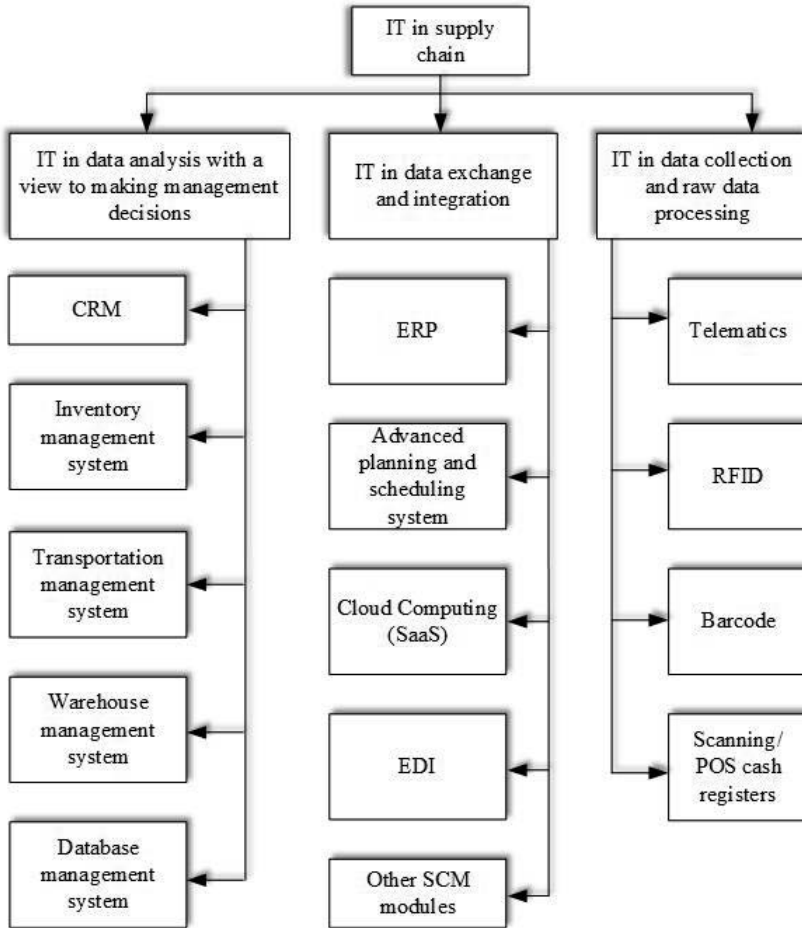 IT in supply
chain
IT in data analysis with a
view to making management
decisions
IT in data exchange
and integration
IT in data collection
and raw data
processing
CRM
Inventory
management
system
Transportation
management
system
Warehouse
management
system
Database
management
system
ERP
Advanced
planning and
scheduling
system
Cloud Computing
(SaaS)
EDI
Other SCM
modules
Telematics
RFID
Barcode
Scanning/
POS cash
registers